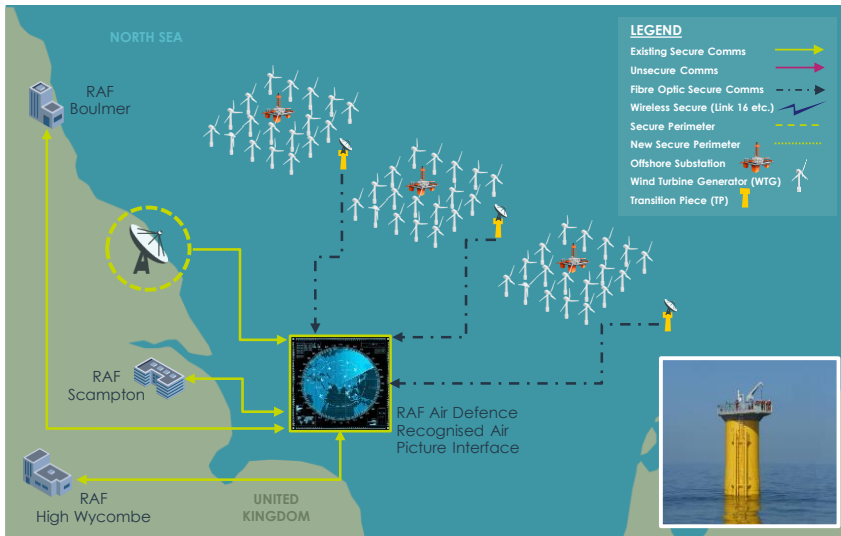 NORTH SEA
LEGEND
Existing Secure Comms
Unsecure Comms
Fibre Optic Secure Comms
Wireless Secure (Link 16 etc.)
Secure Perimeter
New Secure Perimeter
Offshore Substation
Wind Turbine Generator (WTG)
Transition Piece (TP)
RAF
Boulmer
RAF
Scampton
RAF Air Defence
Recognised Air
Picture Interface
RAF
High Wycombe
UNITED
KINGDOM